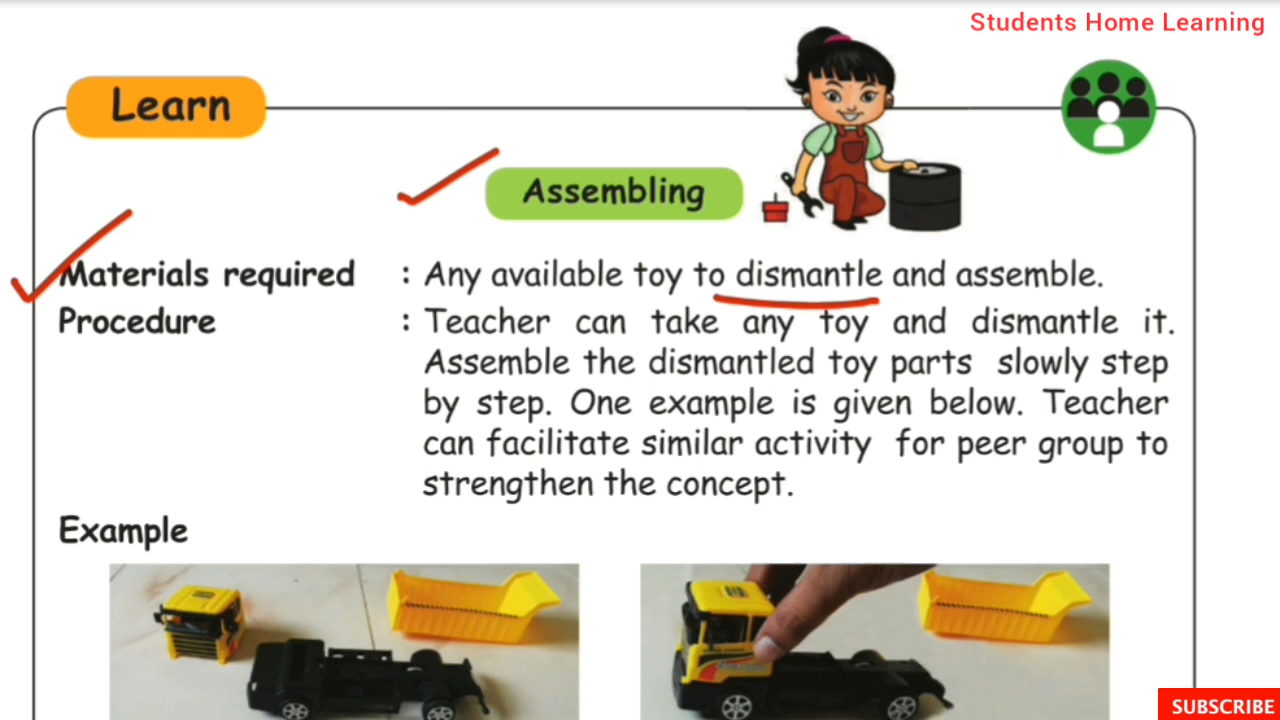 Students Home Learning
Learn
Assembling
Materials required : Any available toy to dismantle and assemble.
Procedure : Teacher can take any toy and dismantle it.
Assemble the dismantled toy parts slowly step
by step. One example is given below. Teacher
can facilitate similar activity for peer group to
strengthen the concept.
Example
SUBSCRIBE